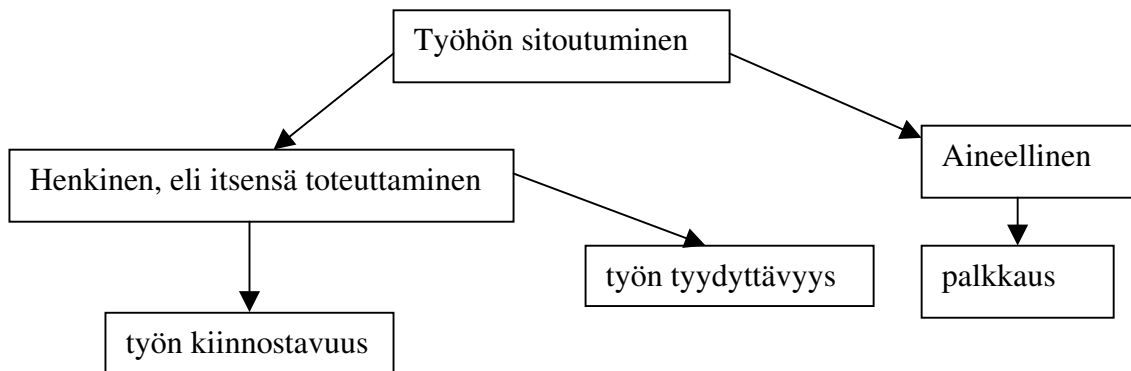 Työhön sitoutuminen
Aineellinen
Henkinen, eli itsensä toteuttaminen
työn tyydyttävyys
palkkaus
työn kiinnostavuus